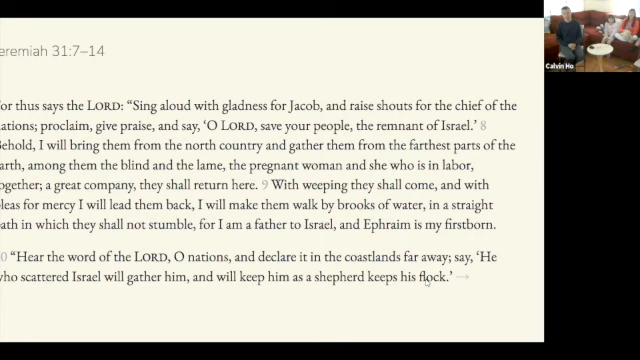 eremiah 31:7–14
Calvin Ho
or thus says the LORD: “Sing aloud with gladness for Jacob, and raise shouts for the chief of the
ations; proclaim, give praise, and say, ‘O LORD, save your people, the remnant of Israel.’ 8
Behold, I will bring them from the north country and gather them from the farthest parts of the
arth, among them the blind and the lame, the pregnant woman and she who is in labor,
ogether; a great company, they shall return here. 9 With weeping they shall come, and with
leas for mercy I will lead them back, I will make them walk by brooks of water, in a straight
ath in which they shall not stumble, for I am a father to Israel, and Ephraim is my firstborn.
0 “Hear the word of the LORD, O nations, and declare it in the coastlands far away; say, ‘He
who scattered Israel will gather him, and will keep him as a shepherd keeps his flock.’ →